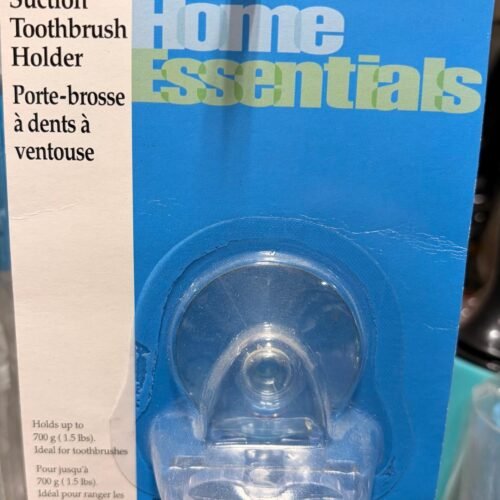 Suction
Toothbrush
Holder
Porte-brosse
à dents à
ventouse
Home
Essentials
Holds up to
700 g ( 1.5 lbs).
Ideal for toothbrushes
Pour jusqu'à
700 g ( 1.5 lbs).
Idéal pour ranger les